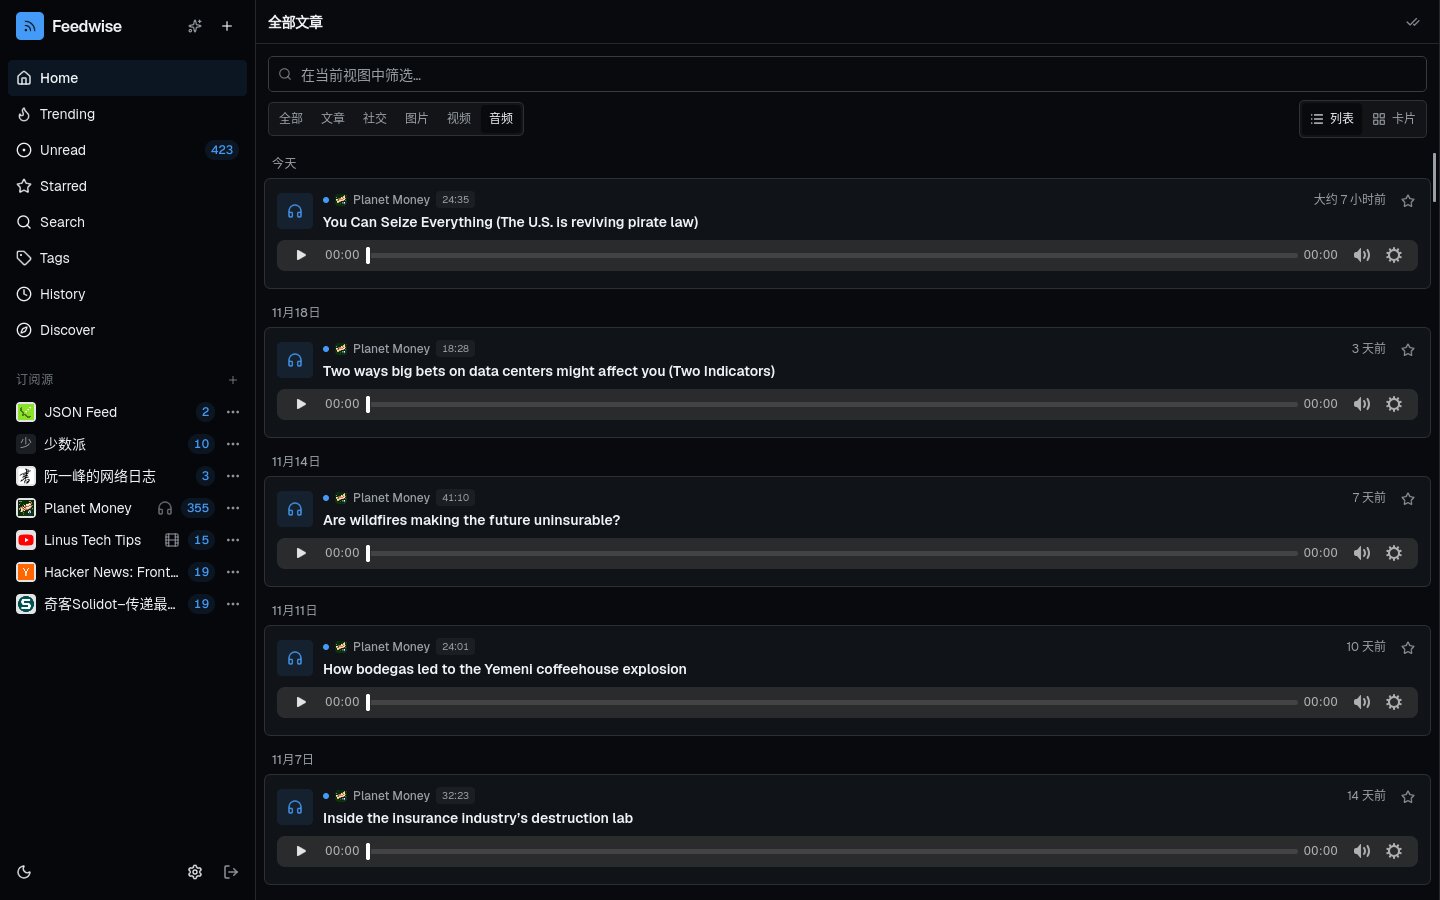 Feedwise
Home
Trending
Unread 423
Starred
Search
Tags
History
Discover
订阅源
JSON Feed 2
少 少数派 10
阮一峰的网络日志 3
Planet Money 355
Linus Tech Tips 15
Y Hacker News: Front... 19
奇客Solidot–传递最... 19
全部文章
在当前视图中筛选...
全部 文章 社交 图片 视频 音频 列表 卡片
今天
Planet Money 24:35 大约 7 小时前
You Can Seize Everything (The U.S. is reviving pirate law)
00:00 00:00
11月18日
Planet Money 18:28 3 天前
Two ways big bets on data centers might affect you (Two Indicators)
00:00 00:00
11月14日
Planet Money 41:10 7 天前
Are wildfires making the future uninsurable?
00:00 00:00
11月11日
Planet Money 24:01 10 天前
How bodegas led to the Yemeni coffeehouse explosion
00:00 00:00
11月7日
Planet Money 32:23 14 天前
Inside the insurance industry’s destruction lab
00:00 00:00